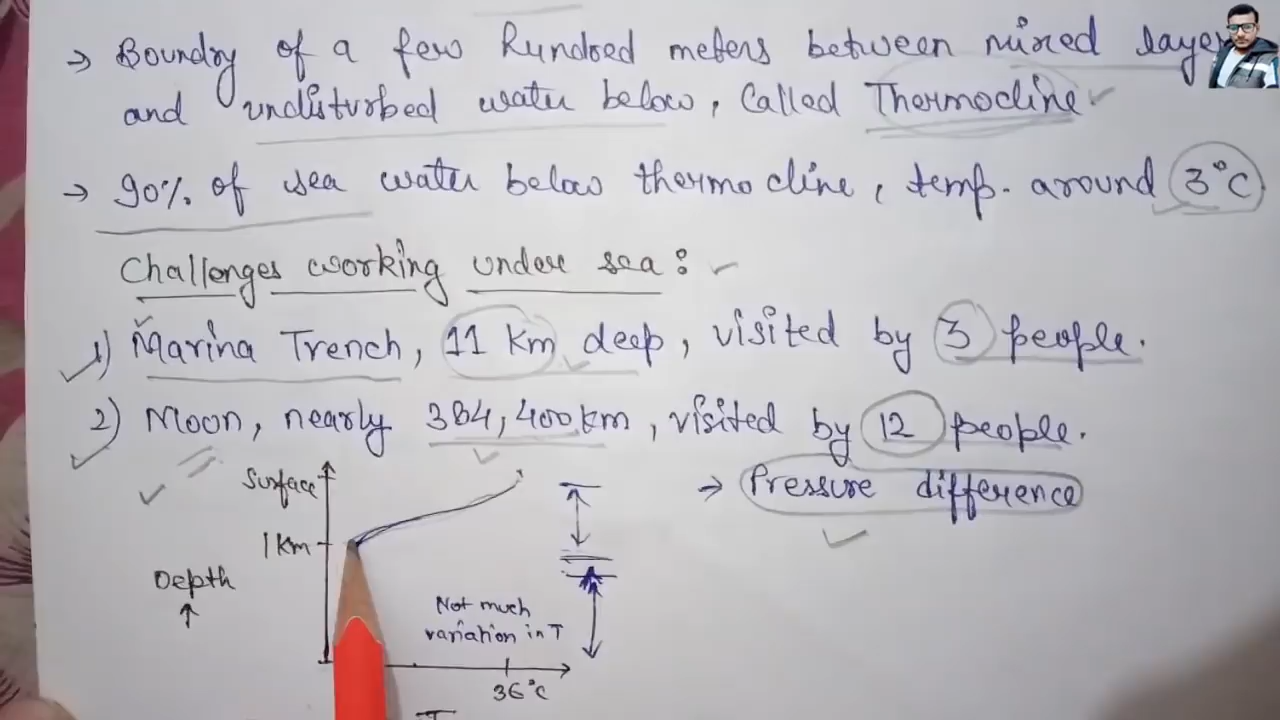 → Boundry of a few hundred meters between mixed layer
and undisturbed water below, called Thermocline
→ 90% of sea water below thermocline, temp. around 3°C
Challenges working under sea:
1) Marina Trench, 11 Km deep, visited by 3 people.
2) Moon, nearly 384,400 km, visited by 12 people.
→ Pressure difference
Surface
1 Km
Depth
↑
Not much
variation in T
36°C
T